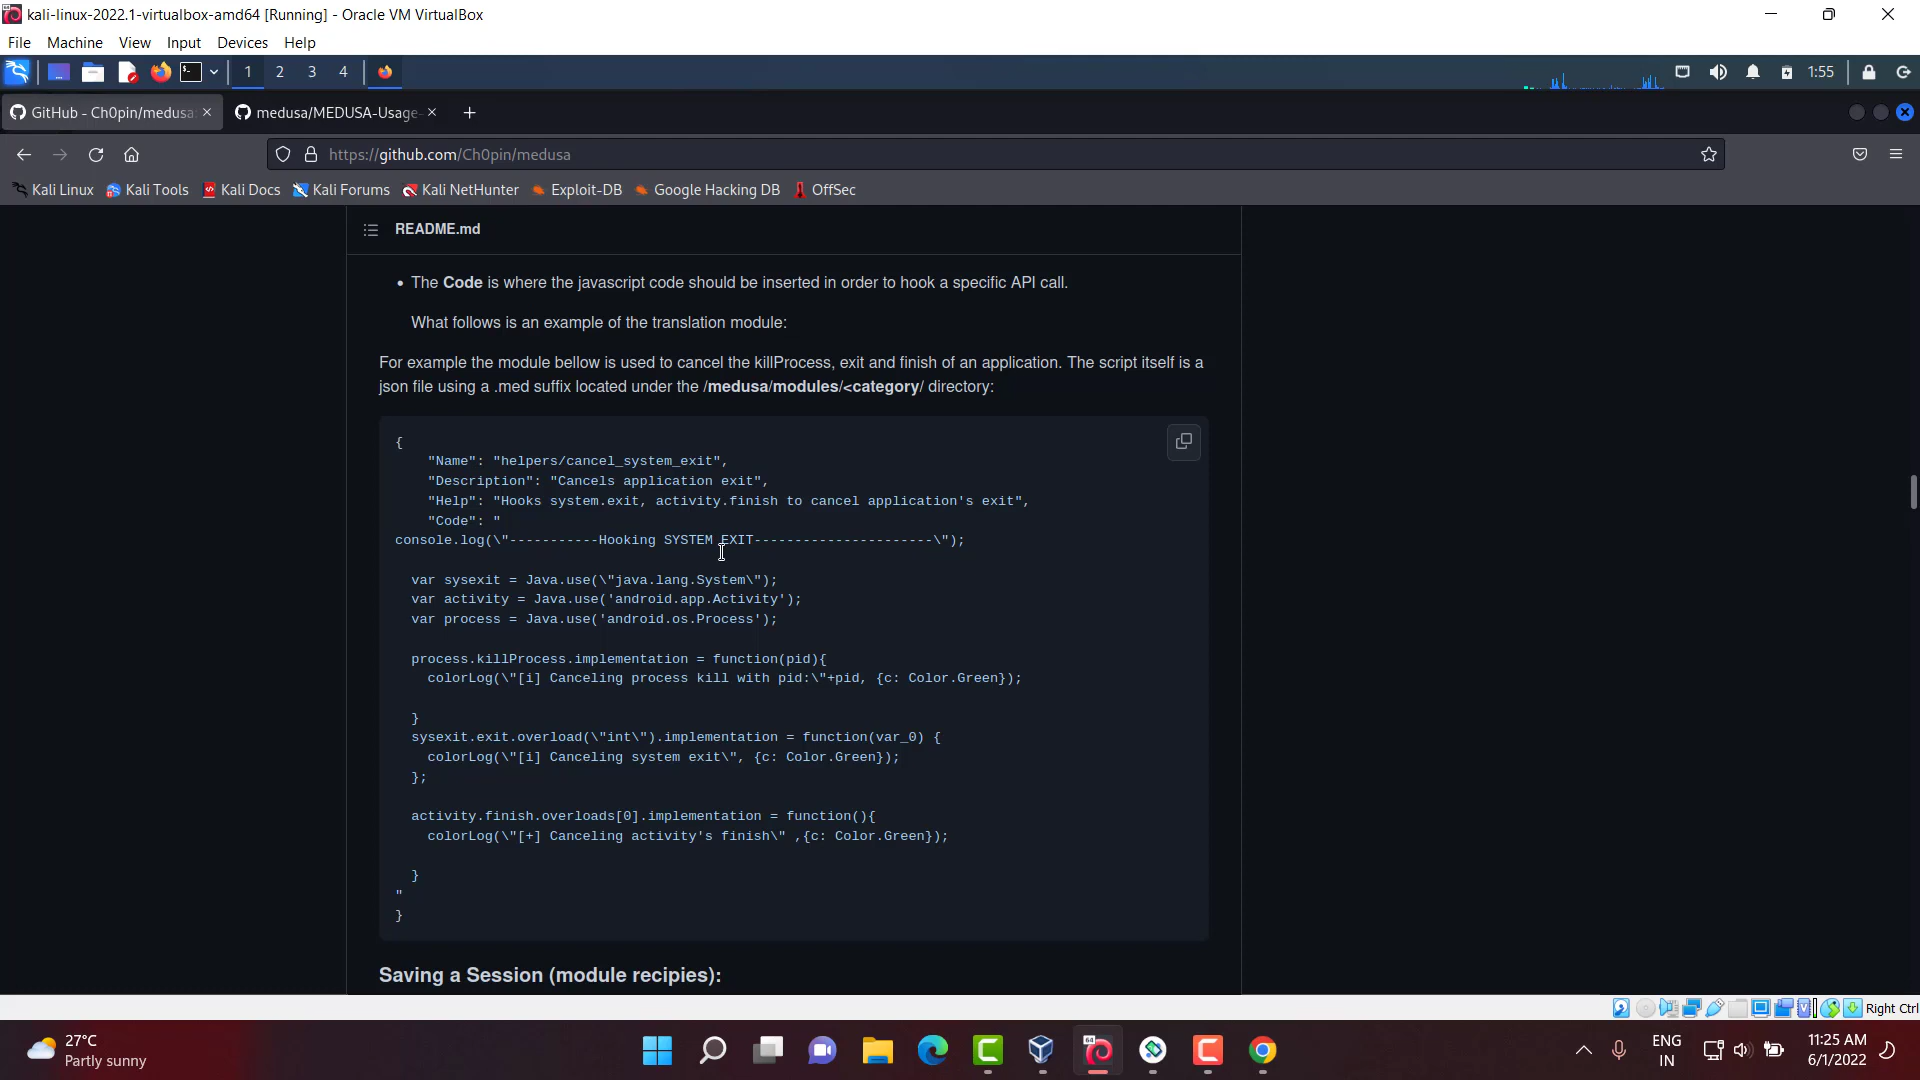 kali-linux-2022.1-virtualbox-amd64 [Running] - Oracle VM VirtualBox
File Machine View Input Devices Help
1 2 3 4 1:55
GitHub - Ch0pin/medusa: medusa/MEDUSA-Usage-
https://github.com/Ch0pin/medusa
Kali Linux Kali Tools Kali Docs Kali Forums Kali NetHunter Exploit-DB Google Hacking DB OffSec
README.md
• The Code is where the javascript code should be inserted in order to hook a specific API call.
What follows is an example of the translation module:
For example the module bellow is used to cancel the killProcess, exit and finish of an application. The script itself is a
json file using a .med suffix located under the /medusa/modules/<category/ directory:
{
"Name": "helpers/cancel_system_exit",
"Description": "Cancels application exit",
"Help": "Hooks system.exit, activity.finish to cancel application's exit",
"Code": "
console.log(\"-----------Hooking SYSTEM EXIT----------------------\");
var sysexit = Java.use(\"java.lang.System\");
var activity = Java.use('android.app.Activity');
var process = Java.use('android.os.Process');
process.killProcess.implementation = function(pid){
colorLog(\"[i] Canceling process kill with pid:\"+pid, {c: Color.Green});
}
sysexit.exit.overload(\"int\").implementation = function(var_0) {
colorLog(\"[i] Canceling system exit\", {c: Color.Green});
};
activity.finish.overloads[0].implementation = function(){
colorLog(\"[+] Canceling activity's finish\" ,{c: Color.Green});
}
"
}
Saving a Session (module recipies):
Right Ctrl
27°C
Partly sunny
ENG
IN
11:25 AM
6/1/2022